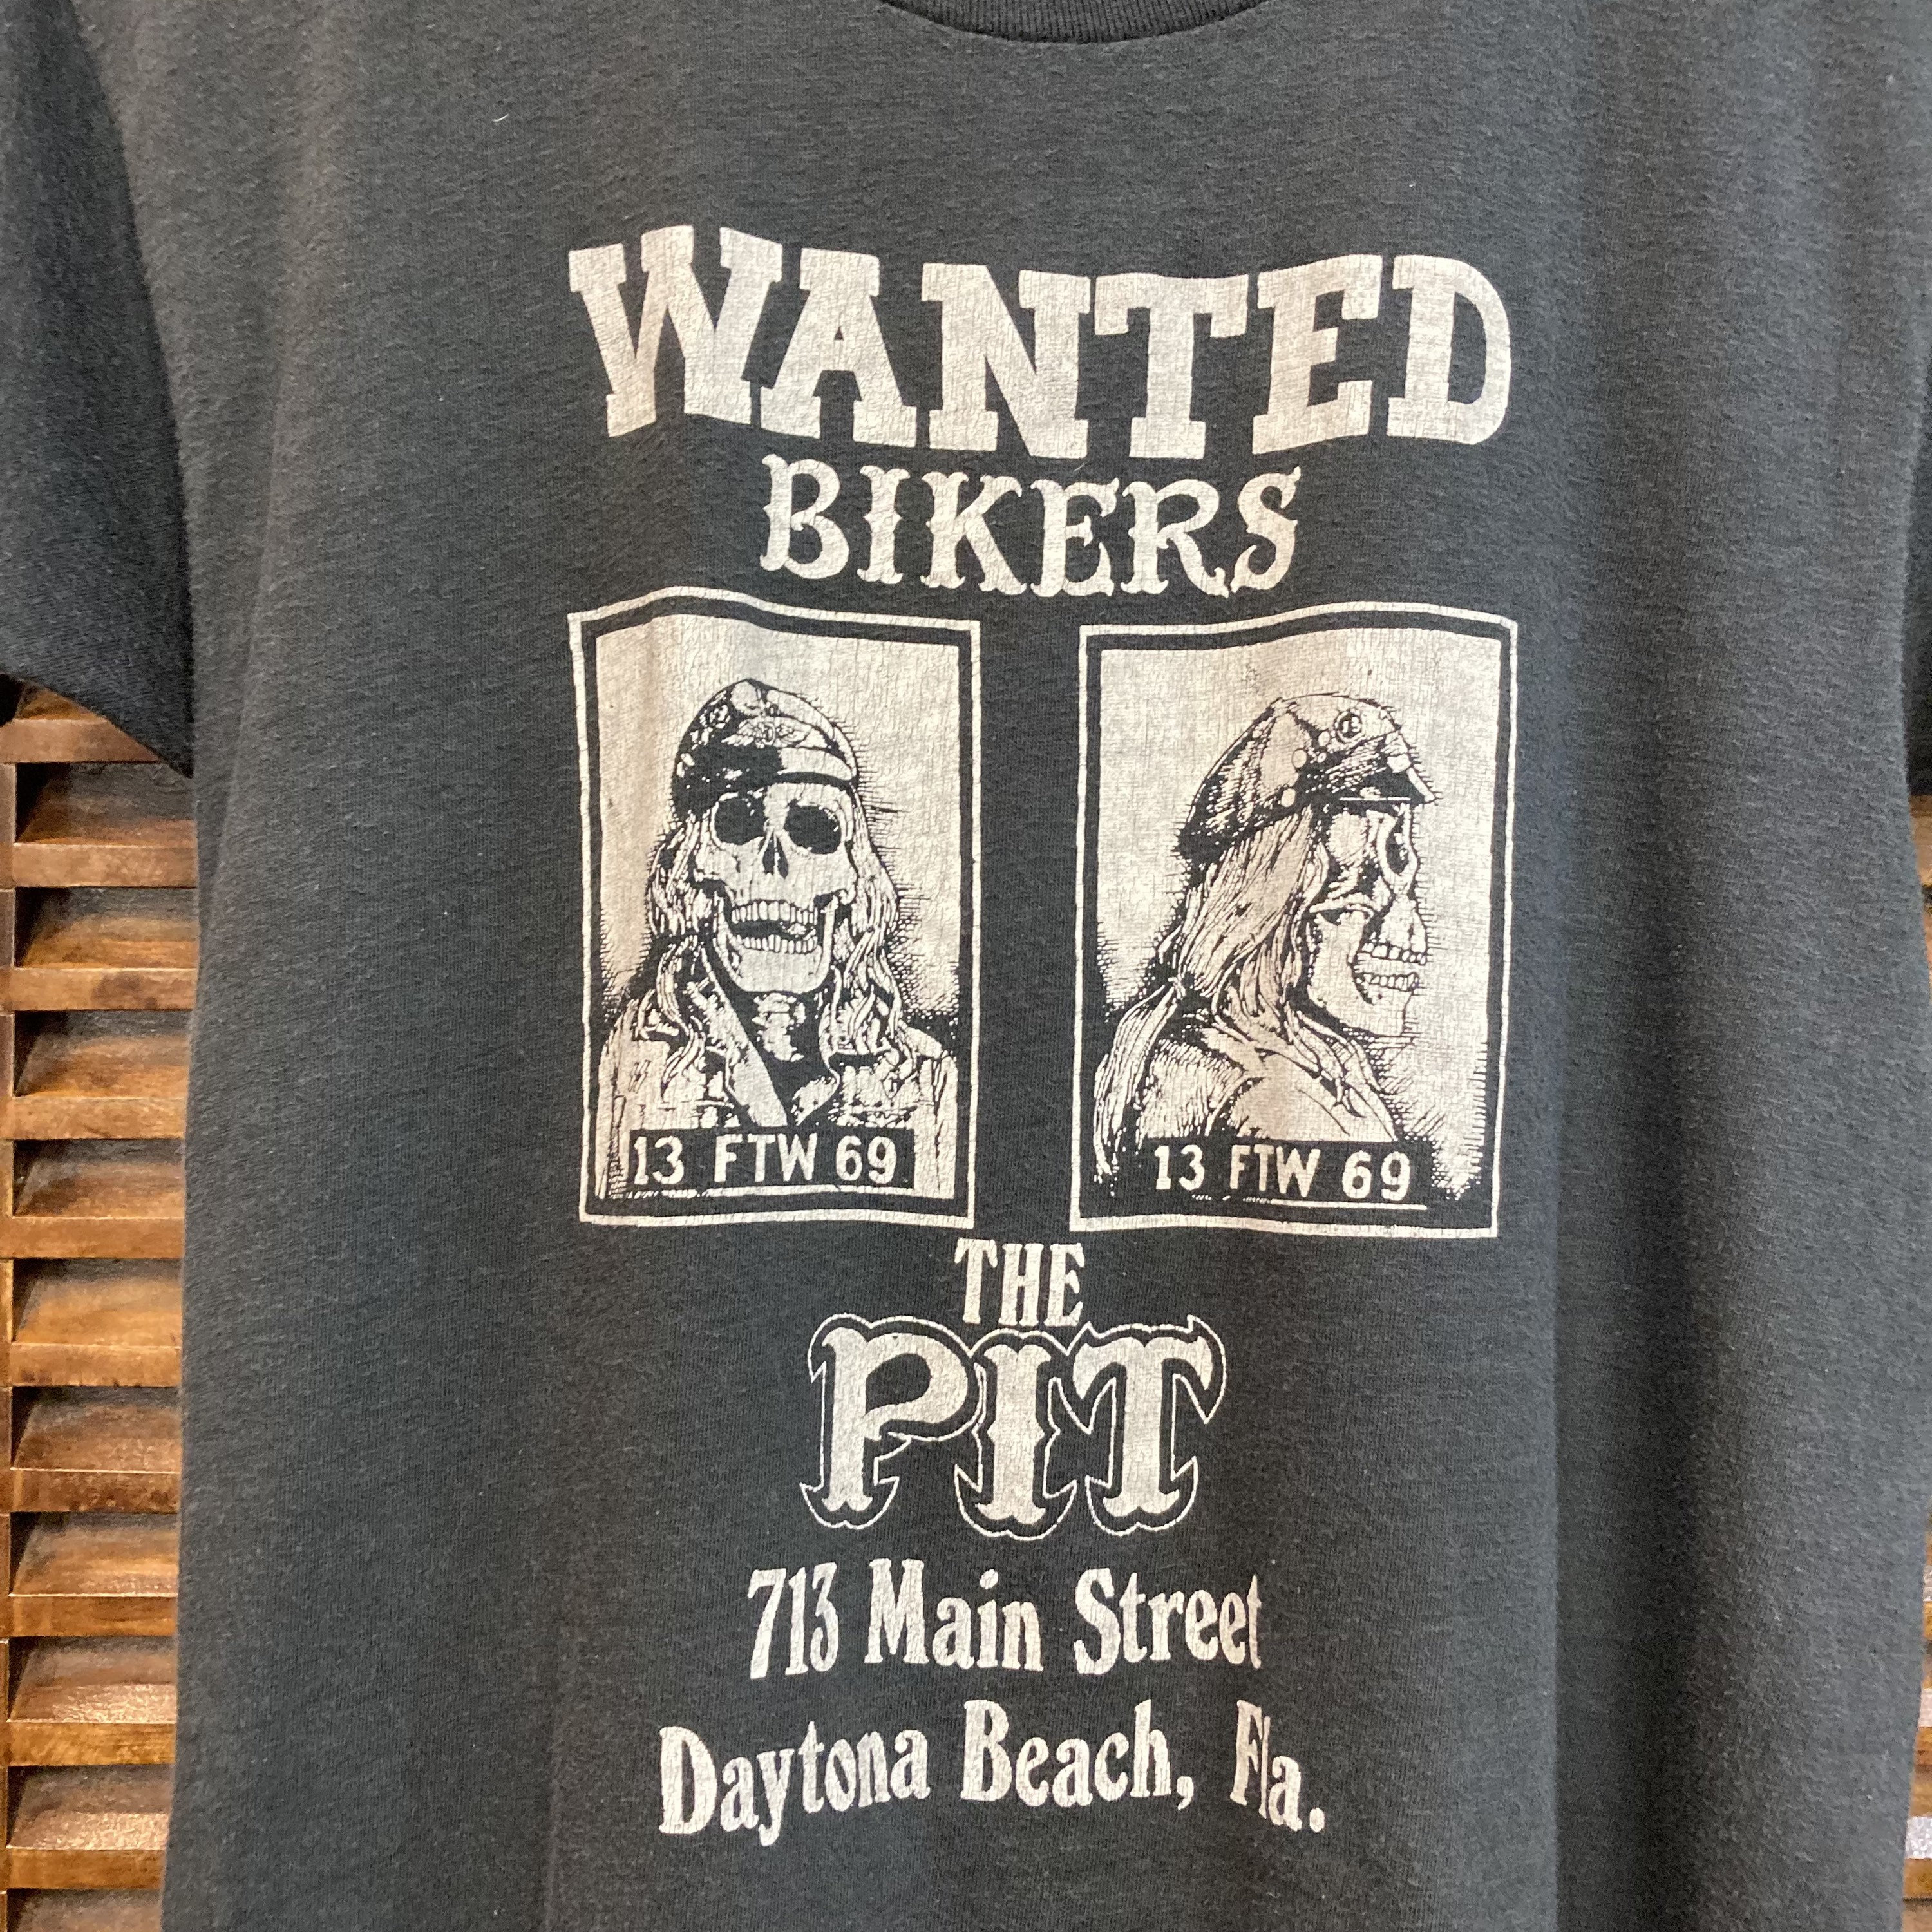 WANTED
BIKERS
13 FTW 69
13 FTW 69
THE
PIT
713 Main Street
Daytona Beach, Fla.